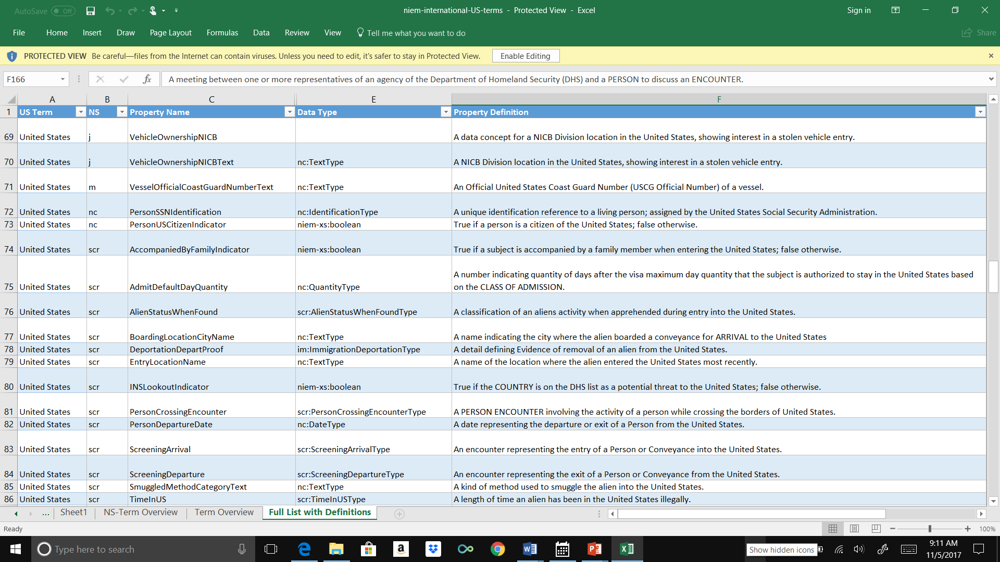 AutoSave Off
niem-international-US-terms - Protected View - Excel
Sign in
File Home Insert Draw Page Layout Formulas Data Review View Tell me what you want to do Share
PROTECTED VIEW Be careful—files from the Internet can contain viruses. Unless you need to edit, it's safer to stay in Protected View. Enable Editing
F166 fx A meeting between one or more representatives of an agency of the Department of Homeland Security (DHS) and a PERSON to discuss an ENCOUNTER.
A B C E F
1 US Term NS Property Name Data Type Property Definition
69 United States j VehicleOwnershipNICB A data concept for a NICB Division location in the United States, showing interest in a stolen vehicle entry.
70 United States j VehicleOwnershipNICBText nc:TextType A NICB Division location in the United States, showing interest in a stolen vehicle entry.
71 United States m VesselOfficialCoastGuardNumberText nc:TextType An Official United States Coast Guard Number (USCG Official Number) of a vessel.
72 United States nc PersonSSNIdentification nc:IdentificationType A unique identification reference to a living person; assigned by the United States Social Security Administration.
73 United States nc PersonUSCitizenIndicator niem-xs:boolean True if a person is a citizen of the United States; false otherwise.
74 United States scr AccompaniedByFamilyIndicator niem-xs:boolean True if a subject is accompanied by a family member when entering the United States; false otherwise.
A number indicating quantity of days after the visa maximum day quantity that the subject is authorized to stay in the United States based
75 United States scr AdmitDefaultDayQuantity nc:QuantityType on the CLASS OF ADMISSION.
76 United States scr AlienStatusWhenFound scr:AlienStatusWhenFoundType A classification of an aliens activity when apprehended during entry into the United States.
77 United States scr BoardingLocationCityName nc:TextType A name indicating the city where the alien boarded a conveyance for ARRIVAL to the United States
78 United States scr DeportationDepartProof im:ImmigrationDeportationType A detail defining Evidence of removal of an alien from the United States.
79 United States scr EntryLocationName nc:TextType A name of the location where the alien entered the United States most recently.
80 United States scr INSLookoutIndicator niem-xs:boolean True if the COUNTRY is on the DHS list as a potential threat to the United States; false otherwise.
81 United States scr PersonCrossingEncounter scr:PersonCrossingEncounterType A PERSON ENCOUNTER involving the activity of a person while crossing the borders of United States.
82 United States scr PersonDepartureDate nc:DateType A date representing the departure or exit of a Person from the United States.
83 United States scr ScreeningArrival scr:ScreeningArrivalType An encounter representing the entry of a Person or Conveyance into the United States.
84 United States scr ScreeningDeparture scr:ScreeningDepartureType An encounter representing the exit of a Person or Conveyance from the United States.
85 United States scr SmuggledMethodCategoryText nc:TextType A kind of method used to smuggle the alien into the United States.
86 United States scr TimeInUS scr:TimeInUSType A length of time an alien has been in the United States illegally.
... Sheet1 NS-Term Overview Term Overview Full List with Definitions
Ready 100%
Type here to search
Show hidden icons
9:11 AM
11/5/2017